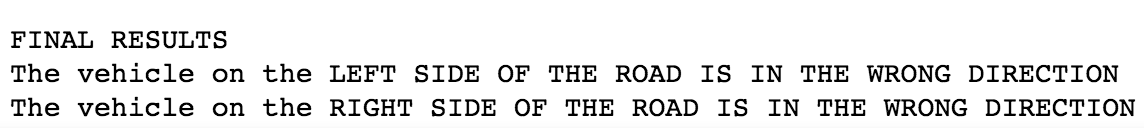 FINAL RESULTS
The vehicle on the LEFT SIDE OF THE ROAD IS IN THE WRONG DIRECTION
The vehicle on the RIGHT SIDE OF THE ROAD IS IN THE WRONG DIRECTION